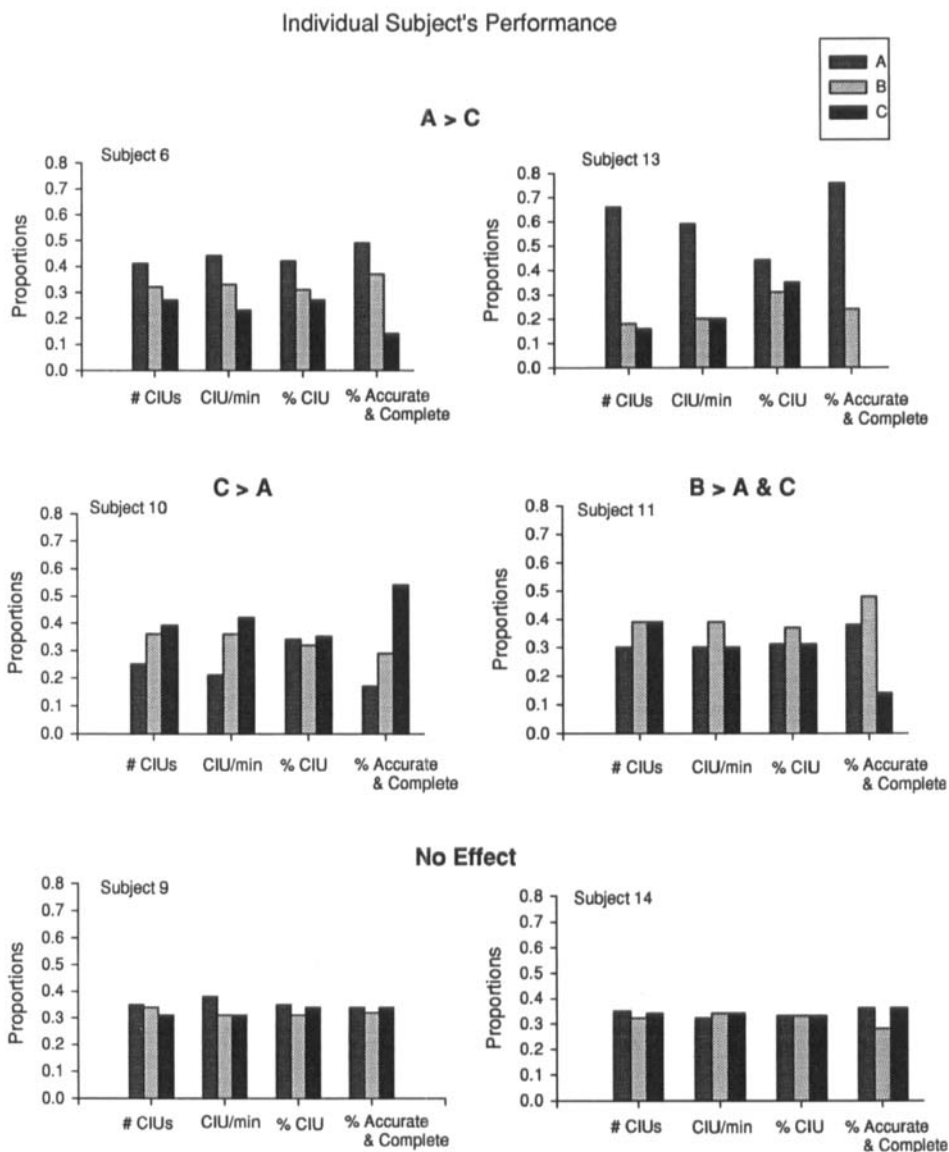 Individual Subject's Performance
A
B
C
A > C
Subject 6
0.8
0.7
0.6
0.5
0.4
0.3
0.2
0.1
0.0
Proportions
# CIUs CIU/min % CIU % Accurate
& Complete
Subject 13
0.8
0.7
0.6
0.5
0.4
0.3
0.2
0.1
0.0
Proportions
# CIUs CIU/min % CIU % Accurate
& Complete
C > A
Subject 10
0.8
0.7
0.6
0.5
0.4
0.3
0.2
0.1
0.0
Proportions
# CIUs CIU/min % CIU % Accurate
& Complete
B > A & C
Subject 11
0.8
0.7
0.6
0.5
0.4
0.3
0.2
0.1
0.0
Proportions
# CIUs CIU/min % CIU % Accurate
& Complete
No Effect
Subject 9
0.8
0.7
0.6
0.5
0.4
0.3
0.2
0.1
0.0
Proportions
# CIUs CIU/min % CIU % Accurate
& Complete
Subject 14
0.8
0.7
0.6
0.5
0.4
0.3
0.2
0.1
0.0
Proportions
# CIUs CIU/min % CIU % Accurate
& Complete